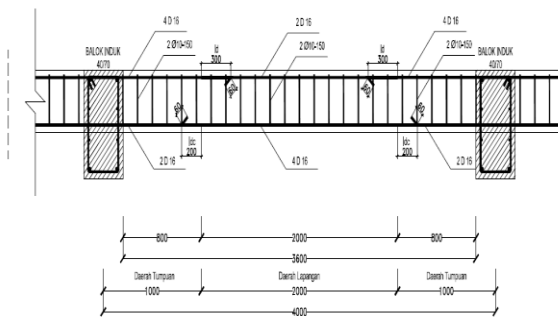 4 D 16
ld
300
2 D 16
ld
300
4 D 16
BALOK INDUK
40/70
2 Ø10-150
2 Ø10-150
2 Ø10-150
BALOK INDUK
40/70
ldc
200
ldc
200
2 D 16
4 D 16
2 D 16
800
2000
800
3600
Daerah Tumpuan
Daerah Lapangan
Daerah Tumpuan
1000
2000
1000
4000